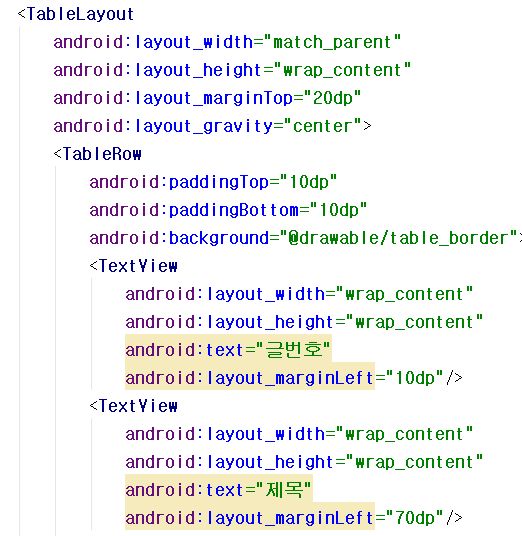 <TableLayout
android:layout_width="match_parent"
android:layout_height="wrap_content"
android:layout_marginTop="20dp"
android:layout_gravity="center">
<TableRow
android:paddingTop="10dp"
android:paddingBottom="10dp"
android:background="@drawable/table_border">
<TextView
android:layout_width="wrap_content"
android:layout_height="wrap_content"
android:text="글번호"
android:layout_marginLeft="10dp"/>
<TextView
android:layout_width="wrap_content"
android:layout_height="wrap_content"
android:text="제목"
android:layout_marginLeft="70dp"/>